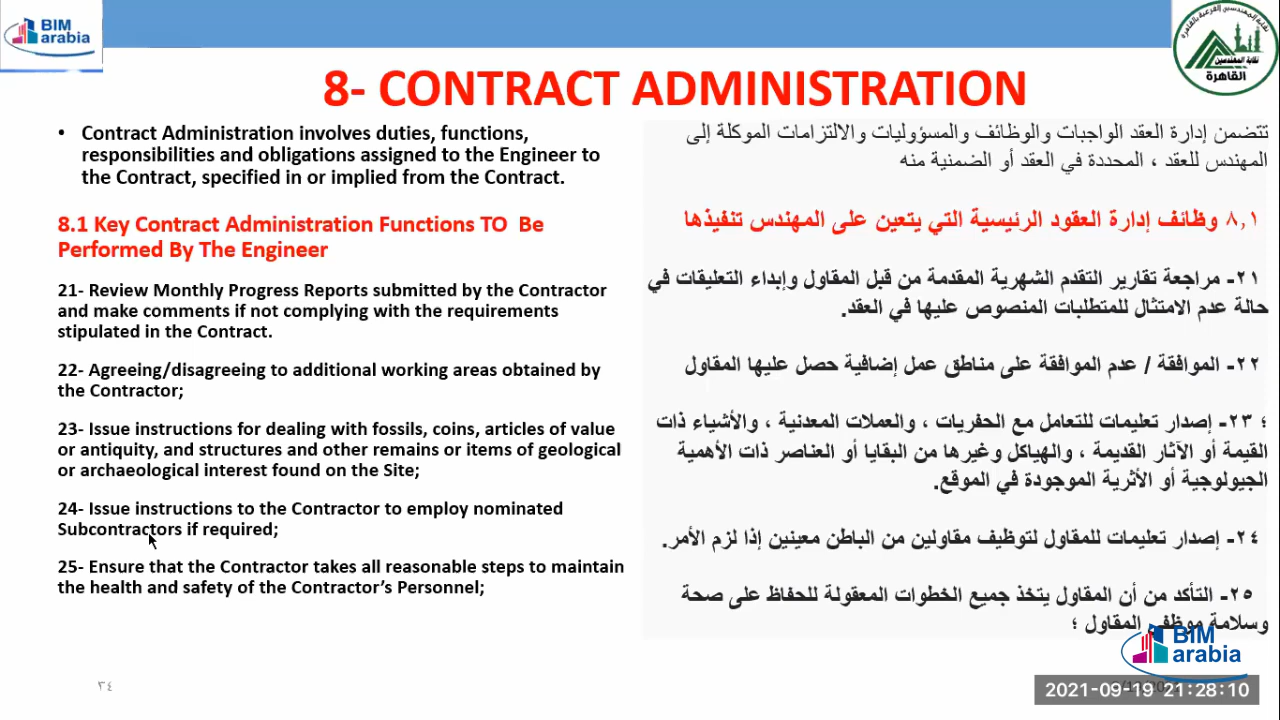 BIM
arabia
نقابة المهندسين
القاهرة
8- CONTRACT ADMINISTRATION
• Contract Administration involves duties, functions,
responsibilities and obligations assigned to the Engineer to
the Contract, specified in or implied from the Contract.
8.1 Key Contract Administration Functions TO Be
Performed By The Engineer
21- Review Monthly Progress Reports submitted by the Contractor
and make comments if not complying with the requirements
stipulated in the Contract.
22- Agreeing/disagreeing to additional working areas obtained by
the Contractor;
23- Issue instructions for dealing with fossils, coins, articles of value
or antiquity, and structures and other remains or items of geological
or archaeological interest found on the Site;
24- Issue instructions to the Contractor to employ nominated
Subcontractors if required;
25- Ensure that the Contractor takes all reasonable steps to maintain
the health and safety of the Contractor’s Personnel;
تتضمن إدارة العقد الواجبات والوظائف والمسؤوليات والالتزامات الموكلة إلى
المهندس للعقد ، المحددة في العقد أو الضمنية منه
٨,١ وظائف إدارة العقود الرئيسية التي يتعين على المهندس تنفيذها
٢١- مراجعة تقارير التقدم الشهرية المقدمة من قبل المقاول وإبداء التعليقات في
حالة عدم الامتثال للمتطلبات المنصوص عليها في العقد.
٢٢- الموافقة / عدم الموافقة على مناطق عمل إضافية حصل عليها المقاول
؛ ٢٣- إصدار تعليمات للتعامل مع الحفريات ، والعملات المعدنية ، والأشياء ذات
القيمة أو الآثار القديمة ، والهياكل وغيرها من البقايا أو العناصر ذات الأهمية
الجيولوجية أو الأثرية الموجودة في الموقع.
٢٤- إصدار تعليمات للمقاول لتوظيف مقاولين من الباطن معينين إذا لزم الأمر.
٢٥- التأكد من أن المقاول يتخذ جميع الخطوات المعقولة للحفاظ على صحة
وسلامة موظفي المقاول ؛
BIM
arabia
٣٤
2021-09-19 21:28:10